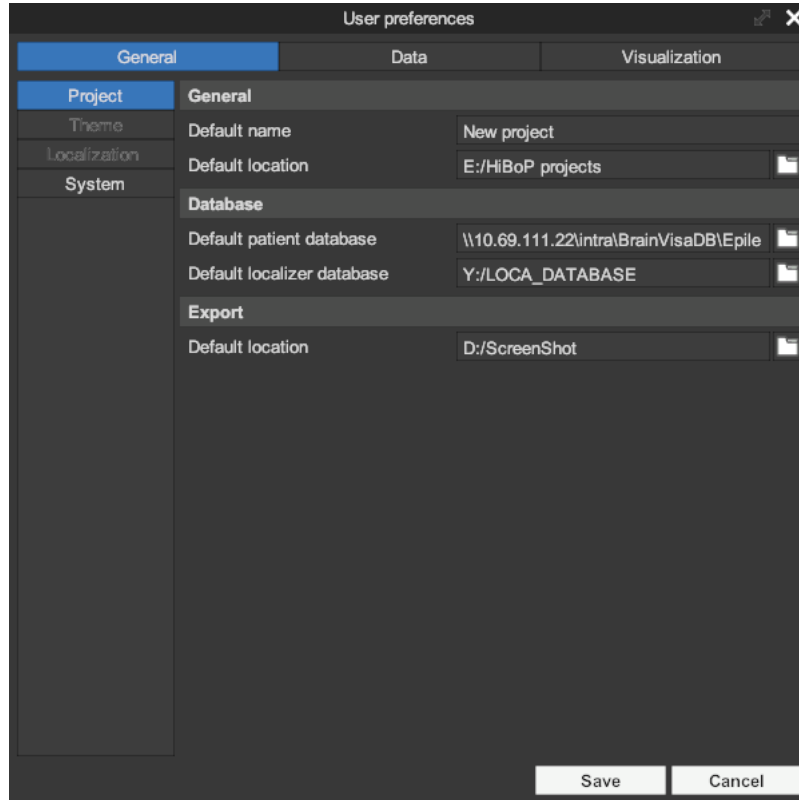 User preferences
General Data Visualization
Project
Theme
Localization
System
General
Default name New project
Default location E:/HiBoP projects
Database
Default patient database \\10.69.111.22\intra\BrainVisaDB\Epile
Default localizer database Y:/LOCA_DATABASE
Export
Default location D:/ScreenShot
Save Cancel